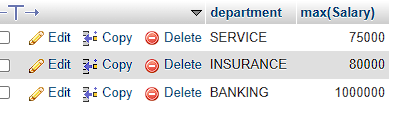 department max(Salary)
Edit Copy Delete SERVICE 75000
Edit Copy Delete INSURANCE 80000
Edit Copy Delete BANKING 1000000